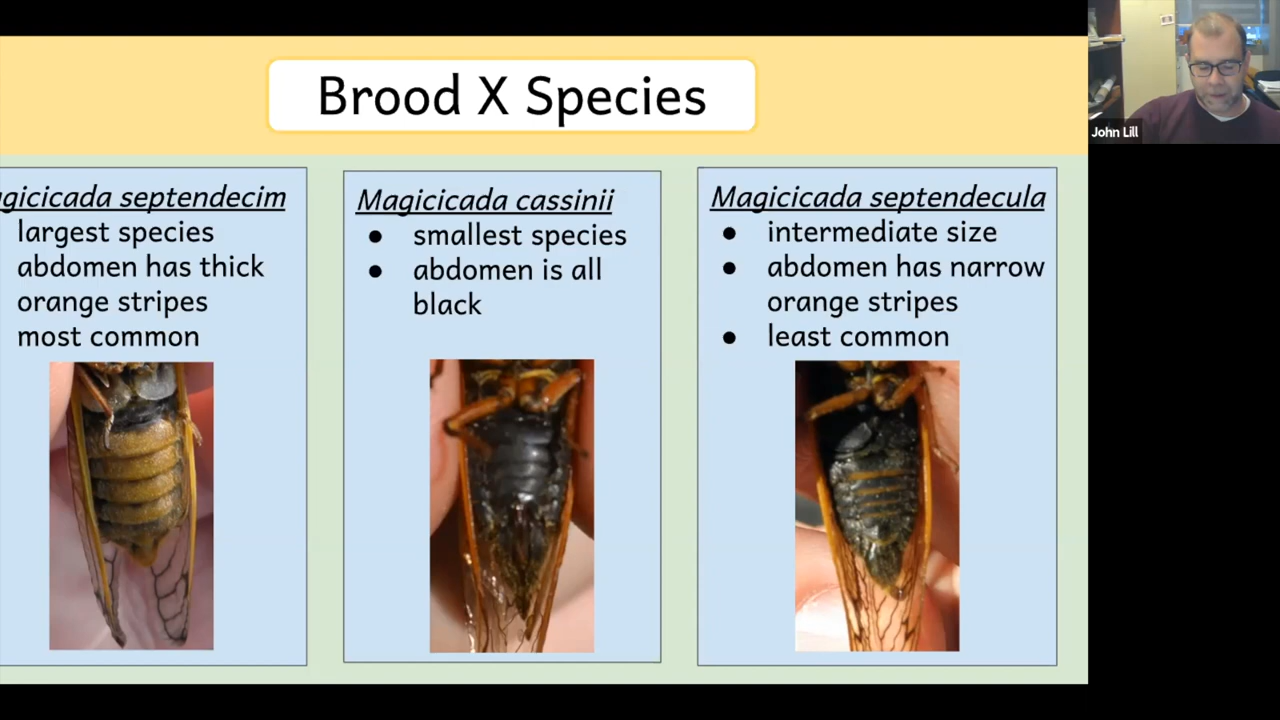 Brood X Species
John Lill
gicicada septendecim
largest species
abdomen has thick
orange stripes
most common
Magicicada cassinii
● smallest species
● abdomen is all
black
Magicicada septendecula
● intermediate size
● abdomen has narrow
orange stripes
● least common